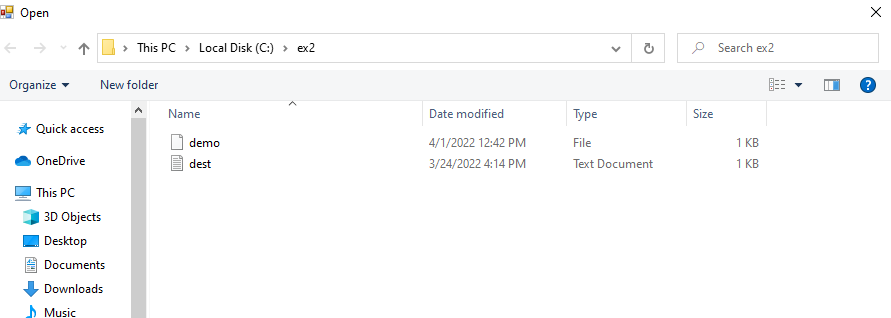 Open
This PC > Local Disk (C:) > ex2
Search ex2
Organize
New folder
Name
Date modified
Type
Size
Quick access
OneDrive
This PC
3D Objects
Desktop
Documents
Downloads
Music
demo 4/1/2022 12:42 PM File 1 KB
dest 3/24/2022 4:14 PM Text Document 1 KB